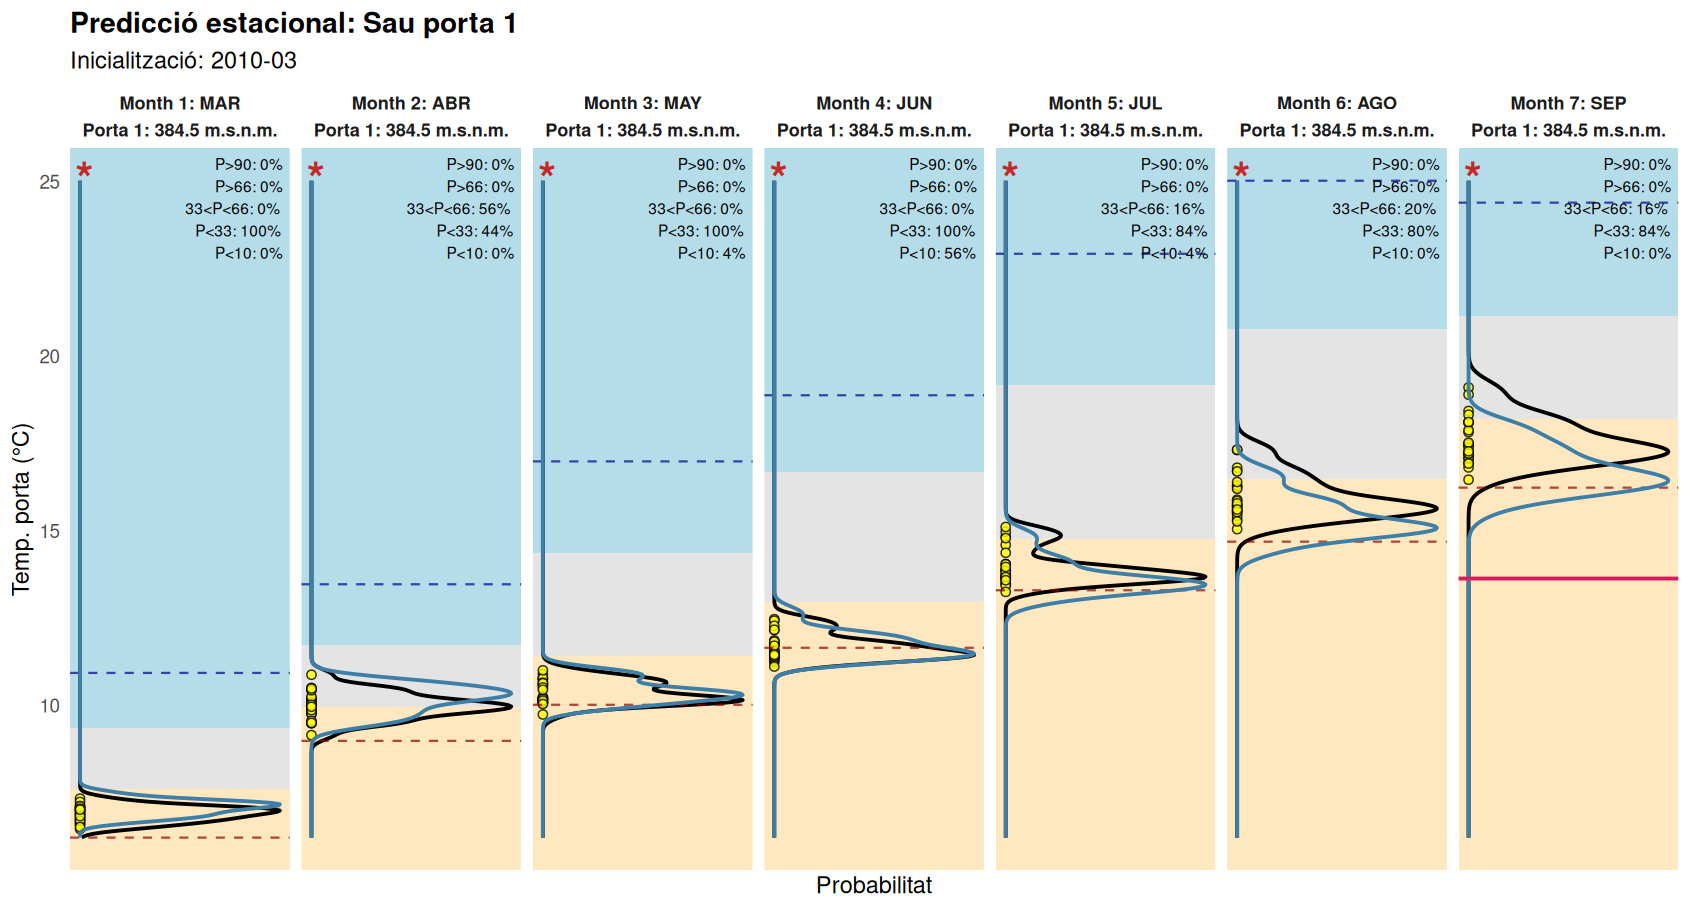 Predicció estacional: Sau porta 1
Inicialització: 2010-03
Month 1: MAR
Porta 1: 384.5 m.s.n.m.
Month 2: ABR
Porta 1: 384.5 m.s.n.m.
Month 3: MAY
Porta 1: 384.5 m.s.n.m.
Month 4: JUN
Porta 1: 384.5 m.s.n.m.
Month 5: JUL
Porta 1: 384.5 m.s.n.m.
Month 6: AGO
Porta 1: 384.5 m.s.n.m.
Month 7: SEP
Porta 1: 384.5 m.s.n.m.
*
P>90: 0%
P>66: 0%
33<P<66: 0%
P<33: 100%
P<10: 0%
*
P>90: 0%
P>66: 0%
33<P<66: 56%
P<33: 44%
P<10: 0%
*
P>90: 0%
P>66: 0%
33<P<66: 0%
P<33: 100%
P<10: 4%
*
P>90: 0%
P>66: 0%
33<P<66: 0%
P<33: 100%
P<10: 56%
*
P>90: 0%
P>66: 0%
33<P<66: 16%
P<33: 84%
P<10: 4%
*
P>90: 0%
P>66: 0%
33<P<66: 20%
P<33: 80%
P<10: 0%
*
P>90: 0%
P>66: 0%
33<P<66: 16%
P<33: 84%
P<10: 0%
25
20
15
10
Temp. porta (°C)
Probabilitat